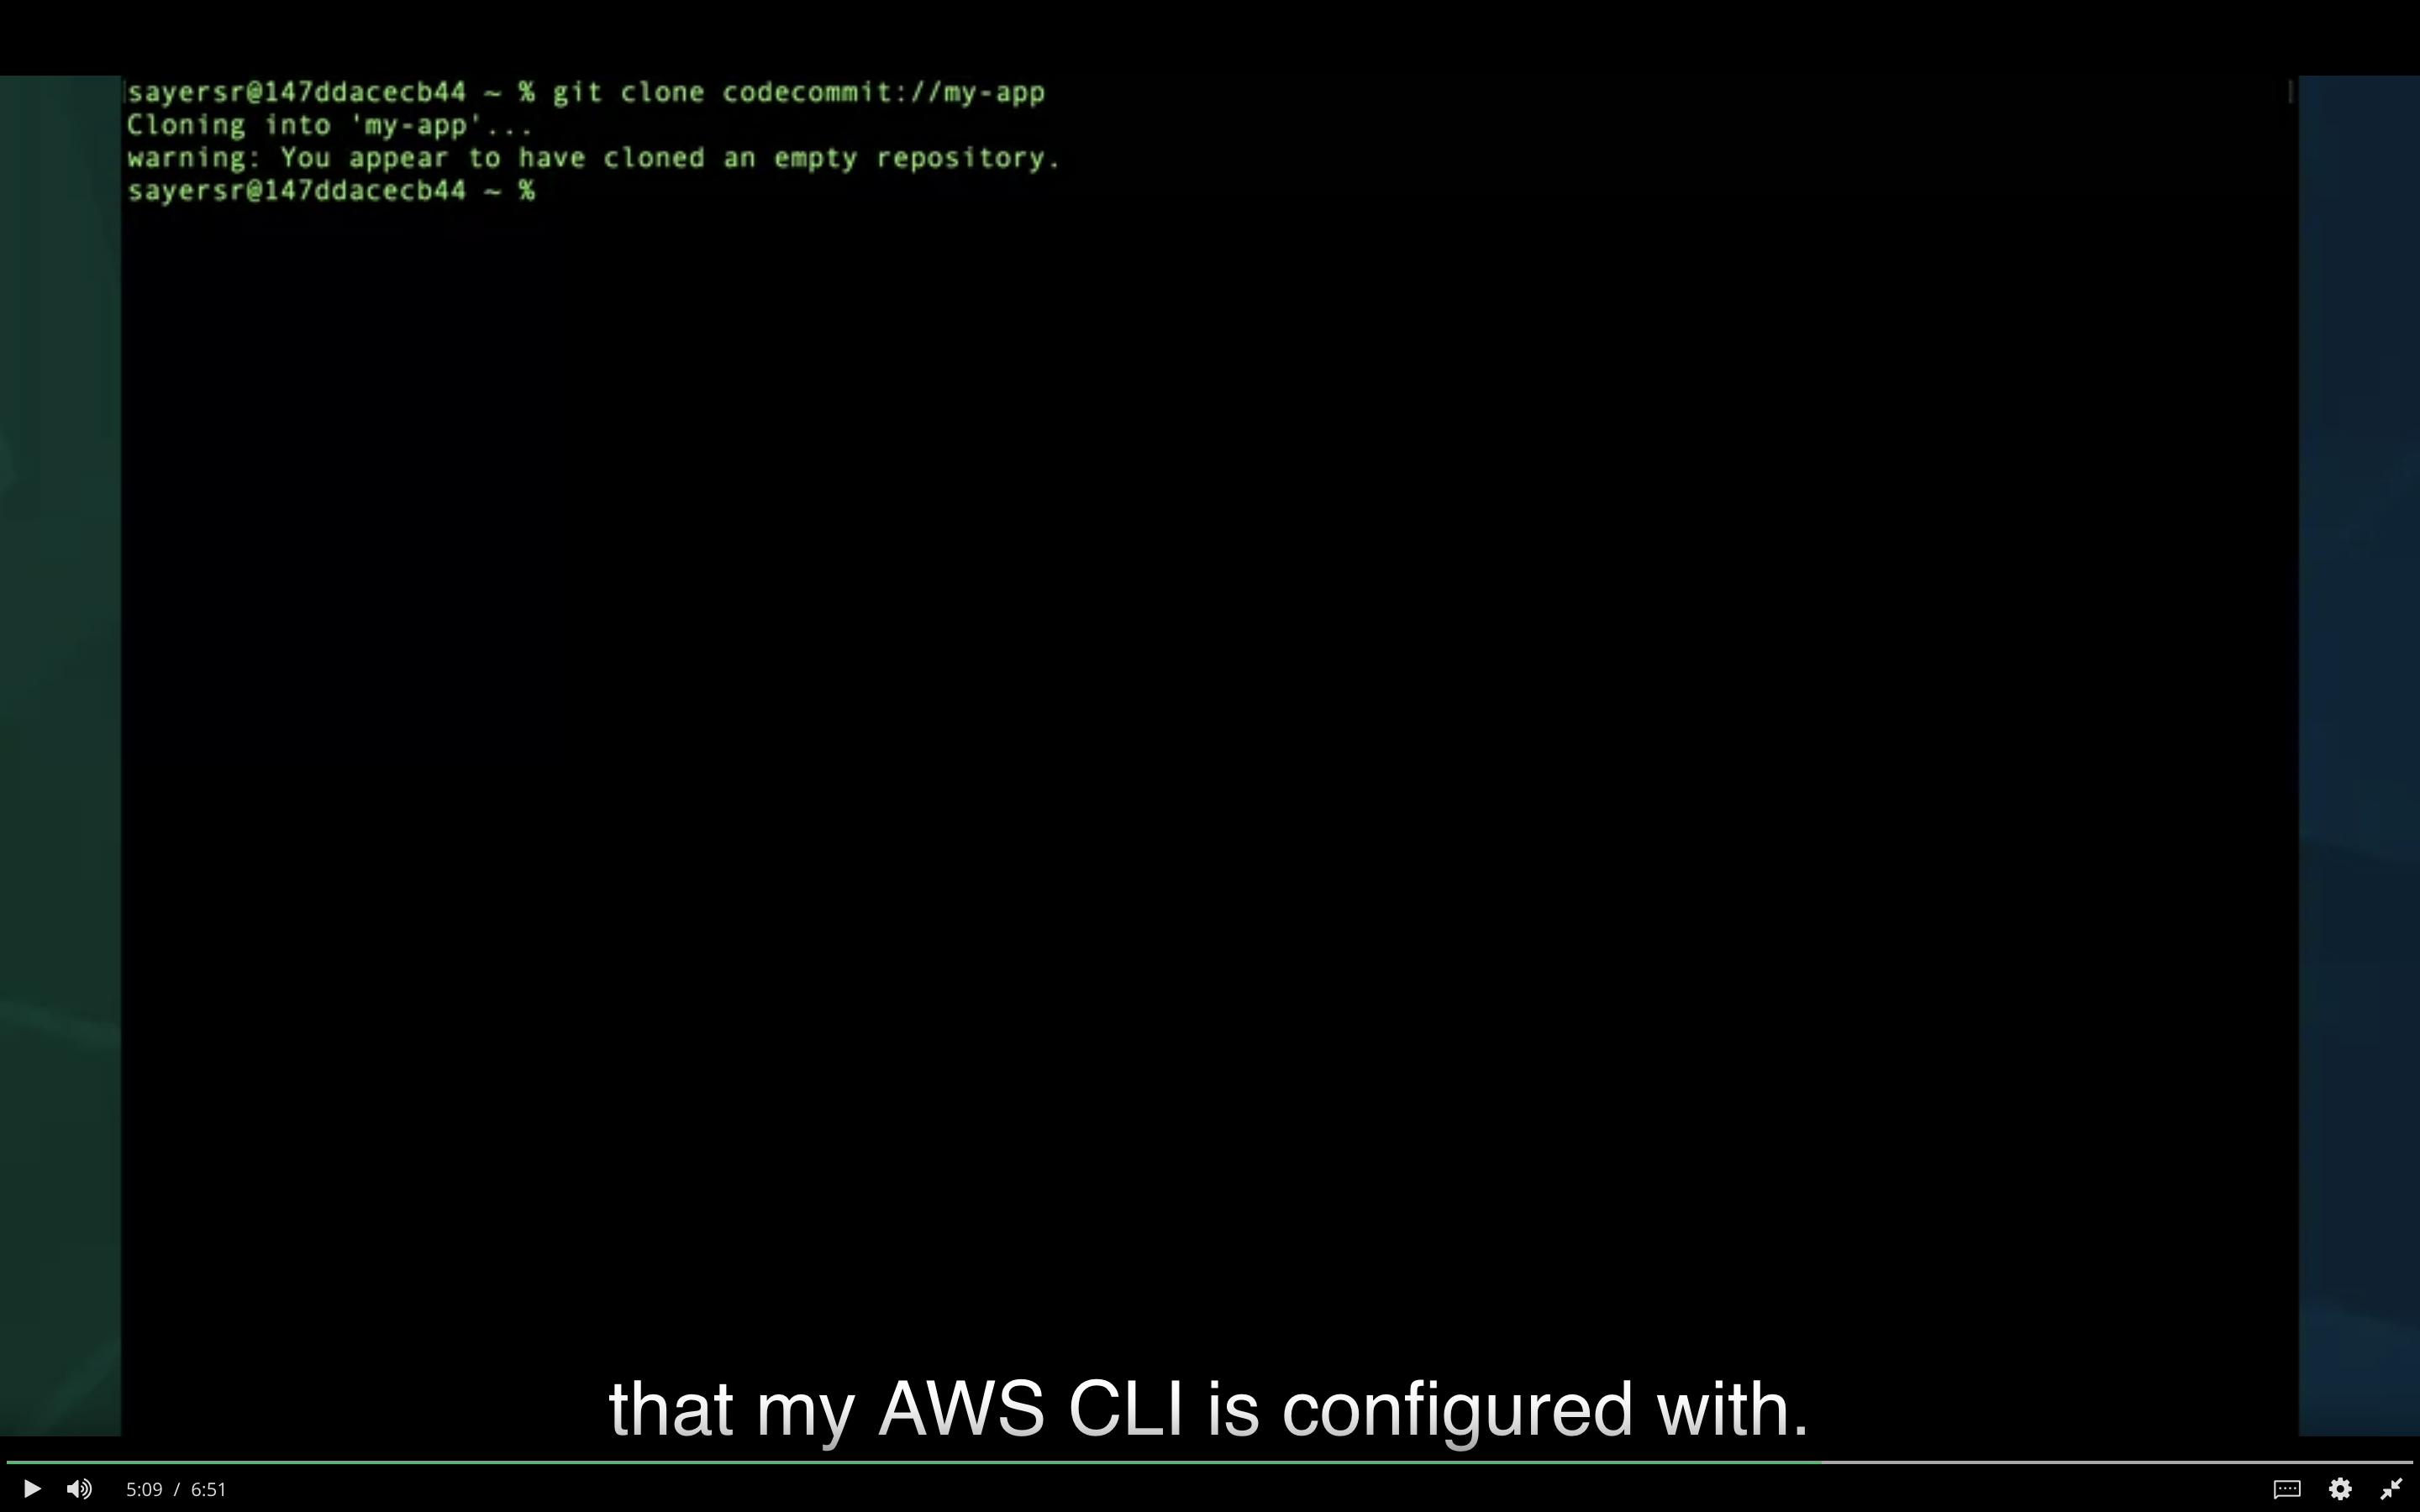 sayersr@147ddacecb44 ~ % git clone codecommit://my-app
Cloning into 'my-app'...
warning: You appear to have cloned an empty repository.
sayersr@147ddacecb44 ~ %
that my AWS CLI is configured with.
5:09 / 6:51